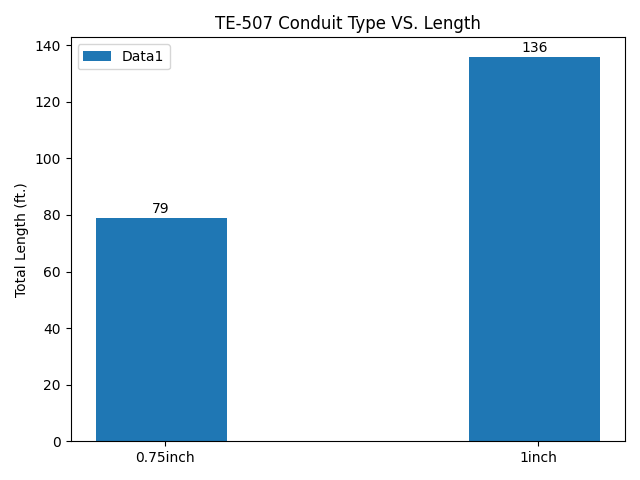 TE-507 Conduit Type VS. Length
Data1
136
79
Total Length (ft.)
140
120
100
80
60
40
20
0
0.75inch
1inch